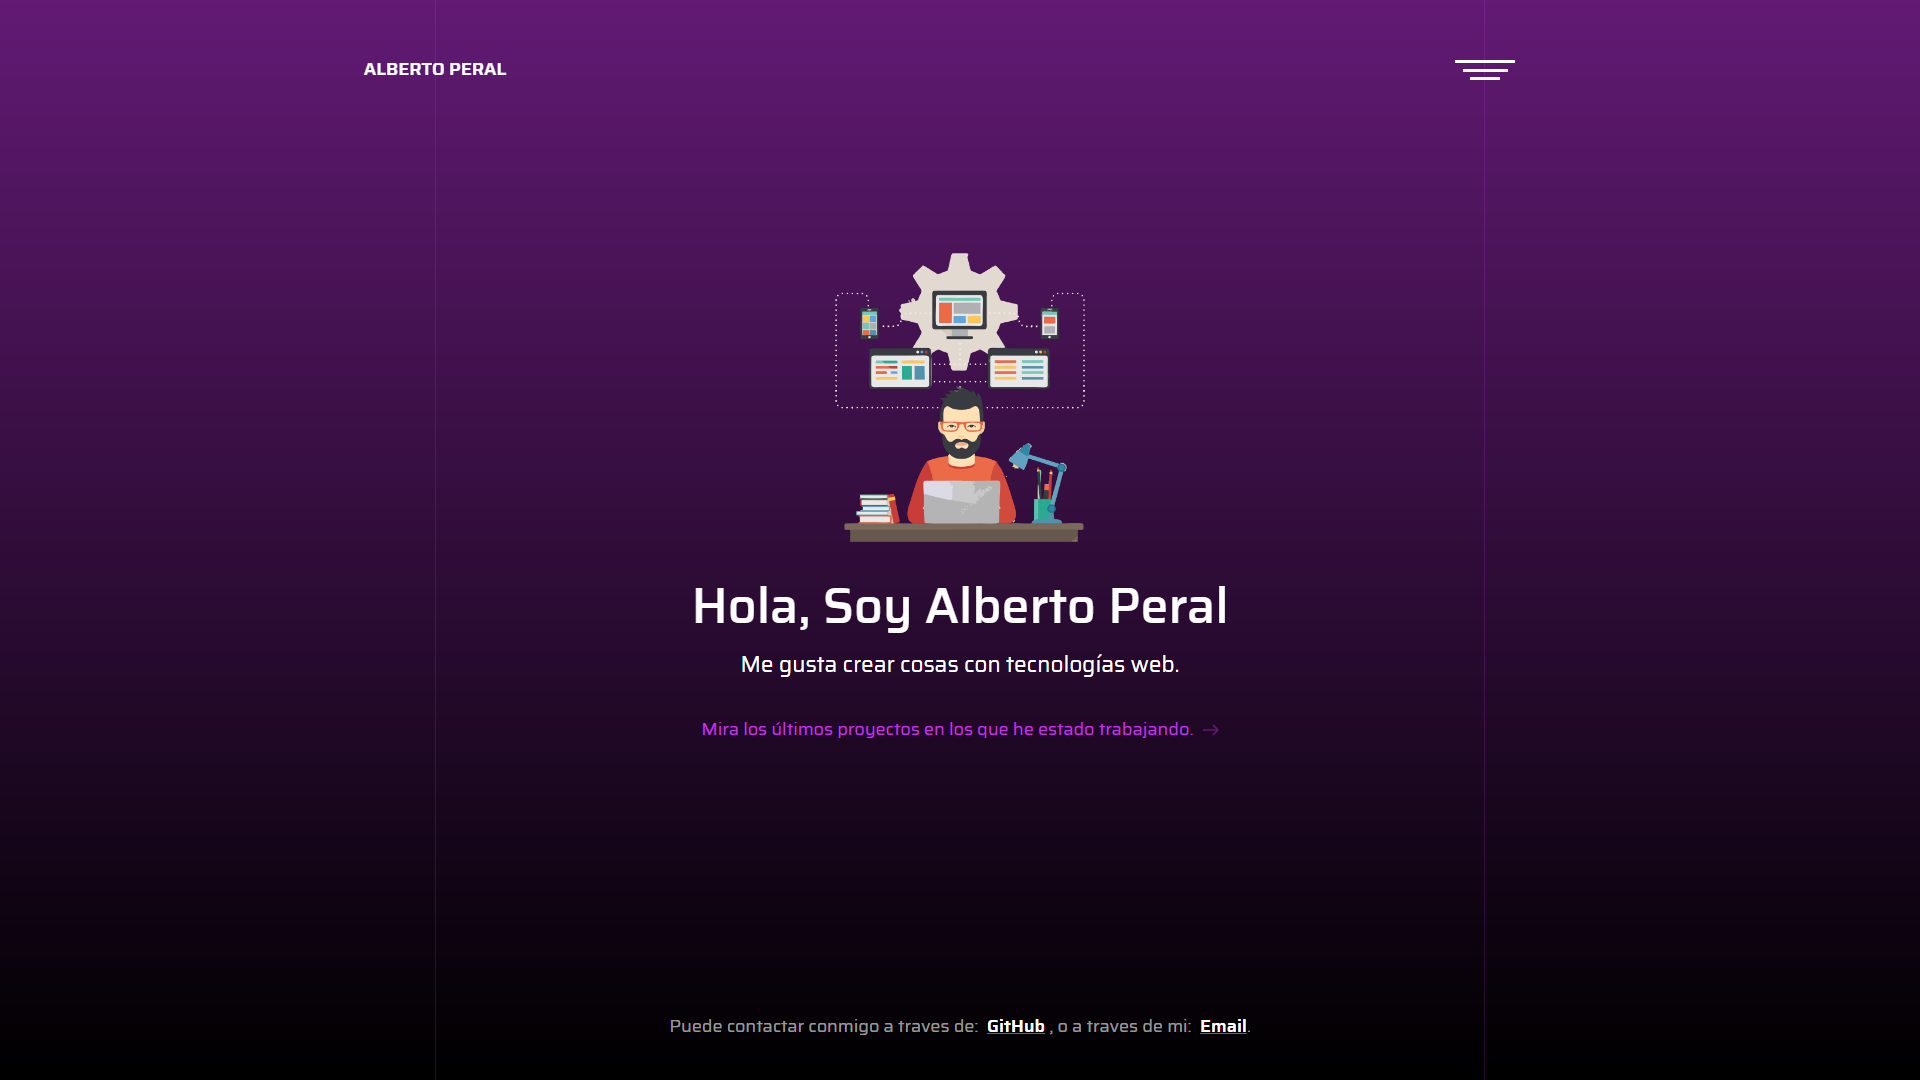 ALBERTO PERAL
Hola, Soy Alberto Peral
Me gusta crear cosas con tecnologías web.
Mira los últimos proyectos en los que he estado trabajando. →
Puede contactar conmigo a traves de: GitHub , o a traves de mi: Email.